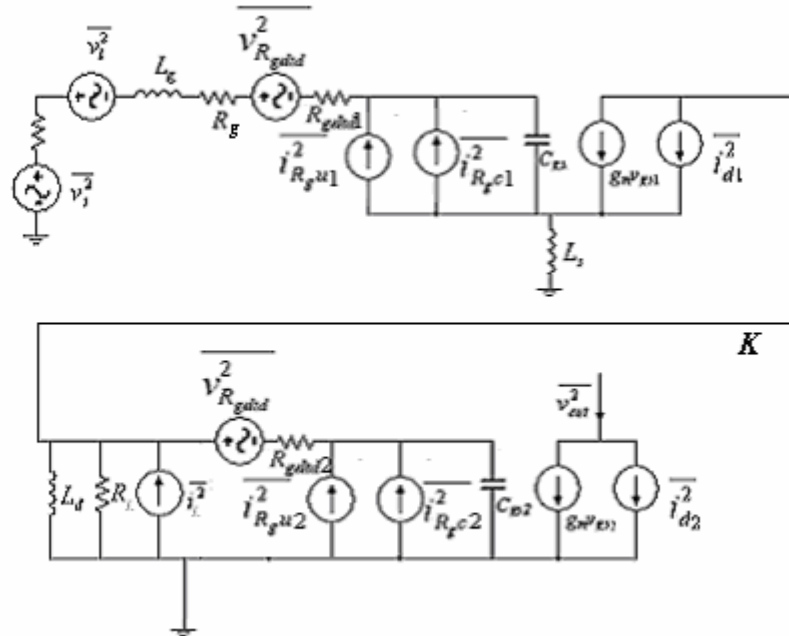 v_l^2
L_g
R_g
v_{R_{gatd}}^2
R_{gatd1}
i_{R_g u1}^2
i_{R_g c1}^2
C_{gs1}
g_m v_{gs1}
i_{d1}^2
v_s^2
L_s
K
v_{R_{gatd}}^2
v_{out}^2
L_d
i_L^2
R_{gatd2}
i_{R_g u2}^2
i_{R_g c2}^2
C_{gs2}
g_m v_{gs2}
i_{d2}^2